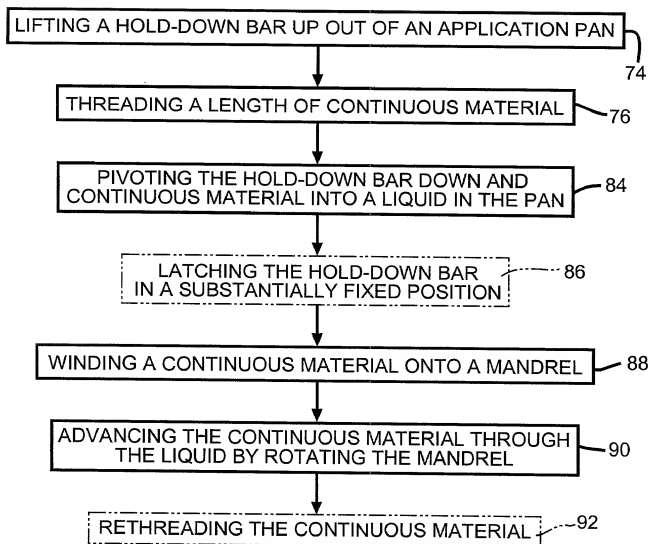 LIFTING A HOLD-DOWN BAR UP OUT OF AN APPLICATION PAN
74
THREADING A LENGTH OF CONTINUOUS MATERIAL
76
PIVOTING THE HOLD-DOWN BAR DOWN AND
CONTINUOUS MATERIAL INTO A LIQUID IN THE PAN
84
LATCHING THE HOLD-DOWN BAR
IN A SUBSTANTIALLY FIXED POSITION
86
WINDING A CONTINUOUS MATERIAL ONTO A MANDREL
88
ADVANCING THE CONTINUOUS MATERIAL THROUGH
THE LIQUID BY ROTATING THE MANDREL
90
RETHREADING THE CONTINUOUS MATERIAL
92